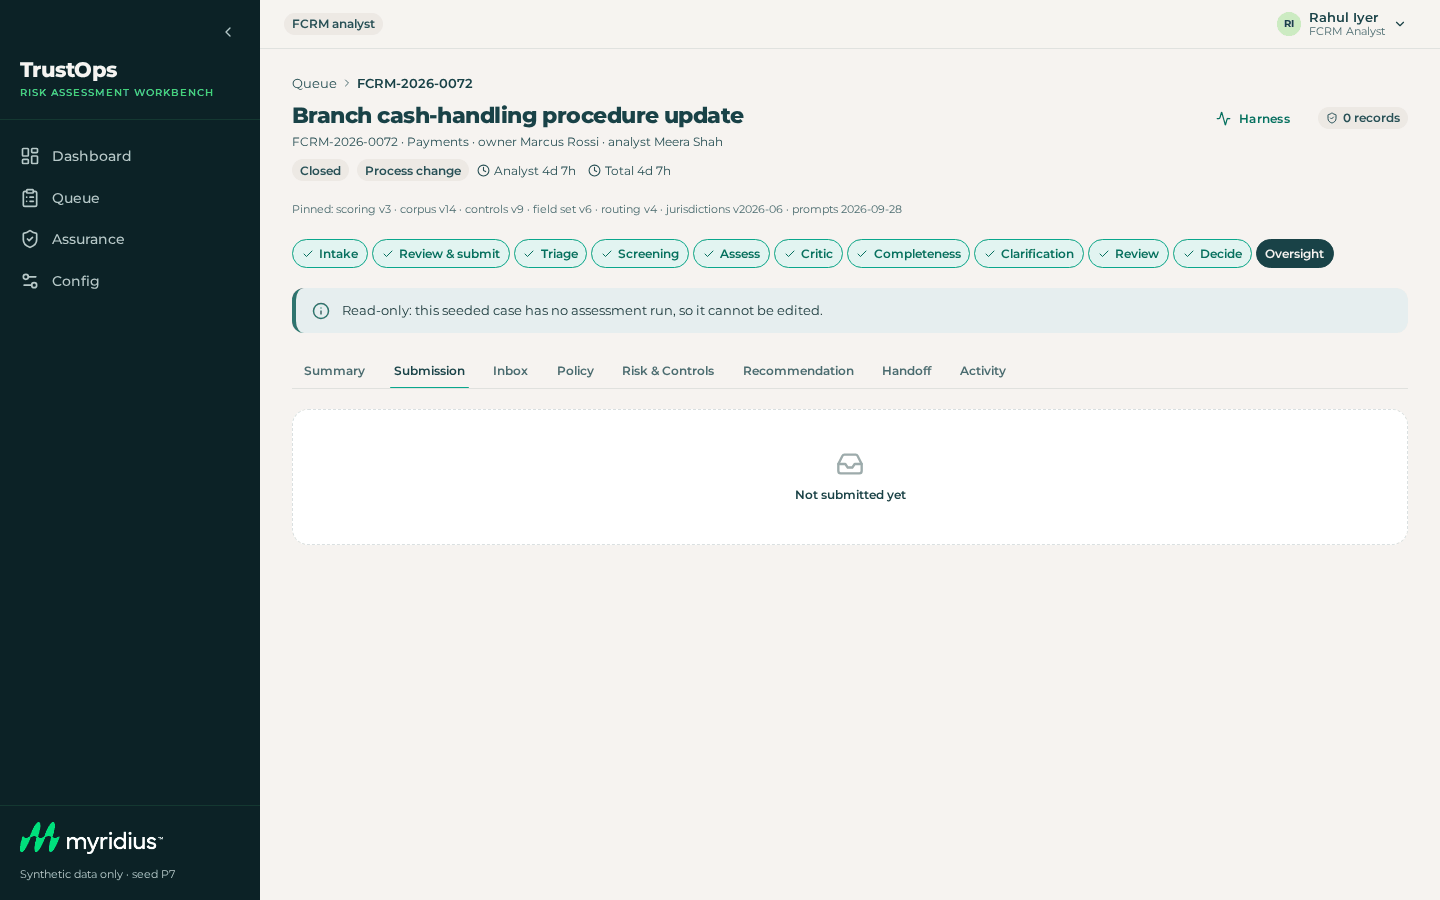 TrustOps
RISK ASSESSMENT WORKBENCH
Dashboard
Queue
Assurance
Config
myridius™
Synthetic data only · seed P7
FCRM analyst
RI
Rahul Iyer
FCRM Analyst
Queue > FCRM-2026-0072
Branch cash-handling procedure update
Harness
0 records
FCRM-2026-0072 · Payments · owner Marcus Rossi · analyst Meera Shah
Closed Process change Analyst 4d 7h Total 4d 7h
Pinned: scoring v3 · corpus v14 · controls v9 · field set v6 · routing v4 · jurisdictions v2026-06 · prompts 2026-09-28
Intake Review & submit Triage Screening Assess Critic Completeness Clarification Review Decide Oversight
Read-only: this seeded case has no assessment run, so it cannot be edited.
Summary Submission Inbox Policy Risk & Controls Recommendation Handoff Activity
Not submitted yet